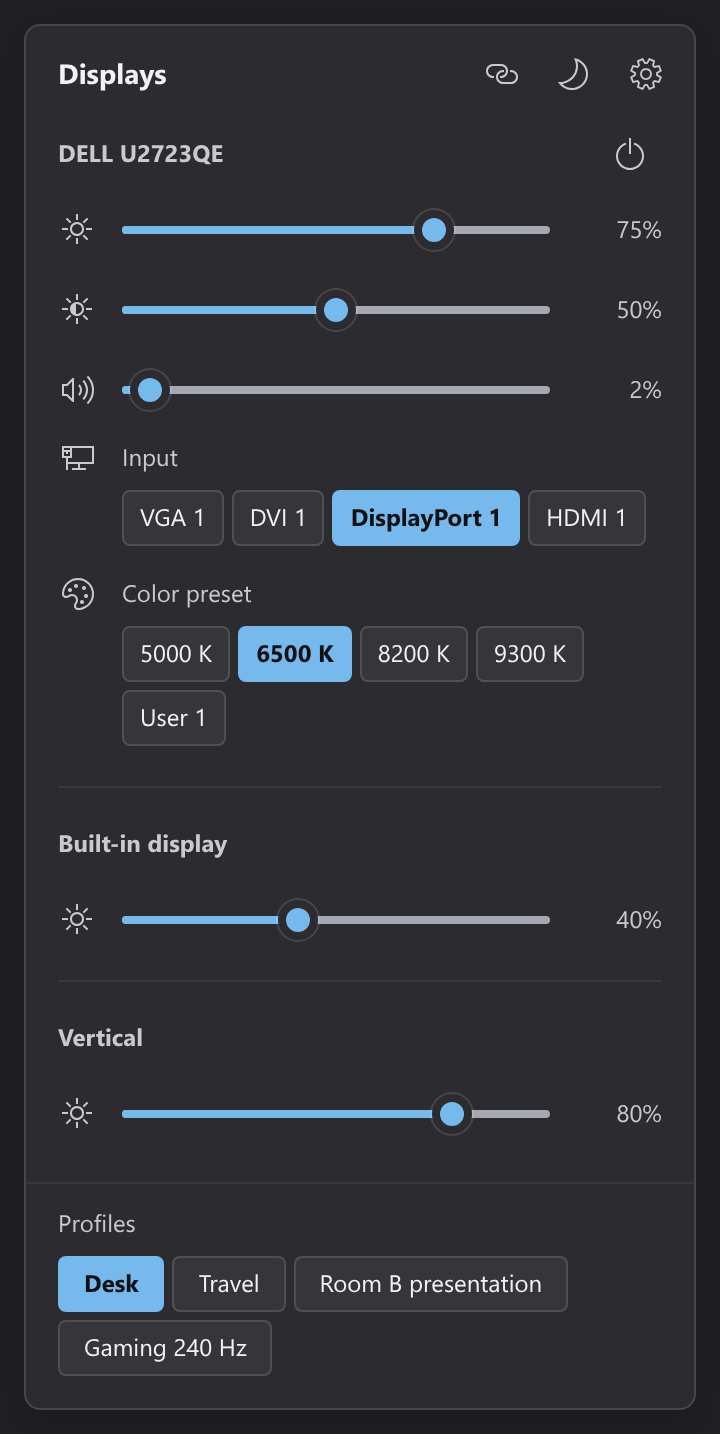 Displays
DELL U2723QE
75%
50%
2%
Input
VGA 1 DVI 1 DisplayPort 1 HDMI 1
Color preset
5000 K 6500 K 8200 K 9300 K
User 1
Built-in display
40%
Vertical
80%
Profiles
Desk Travel Room B presentation
Gaming 240 Hz